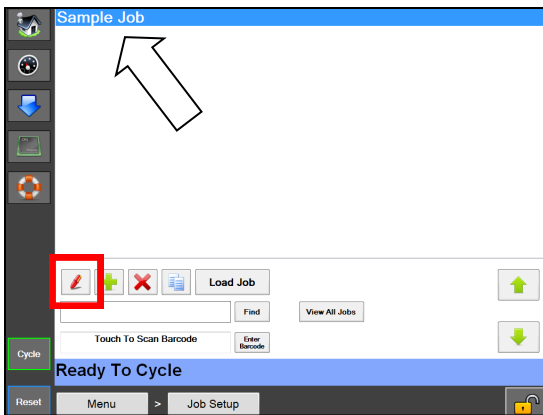 Sample Job
Load Job
Find
View All Jobs
Touch To Scan Barcode
Enter
Barcode
Cycle
Ready To Cycle
Reset
Menu
>
Job Setup